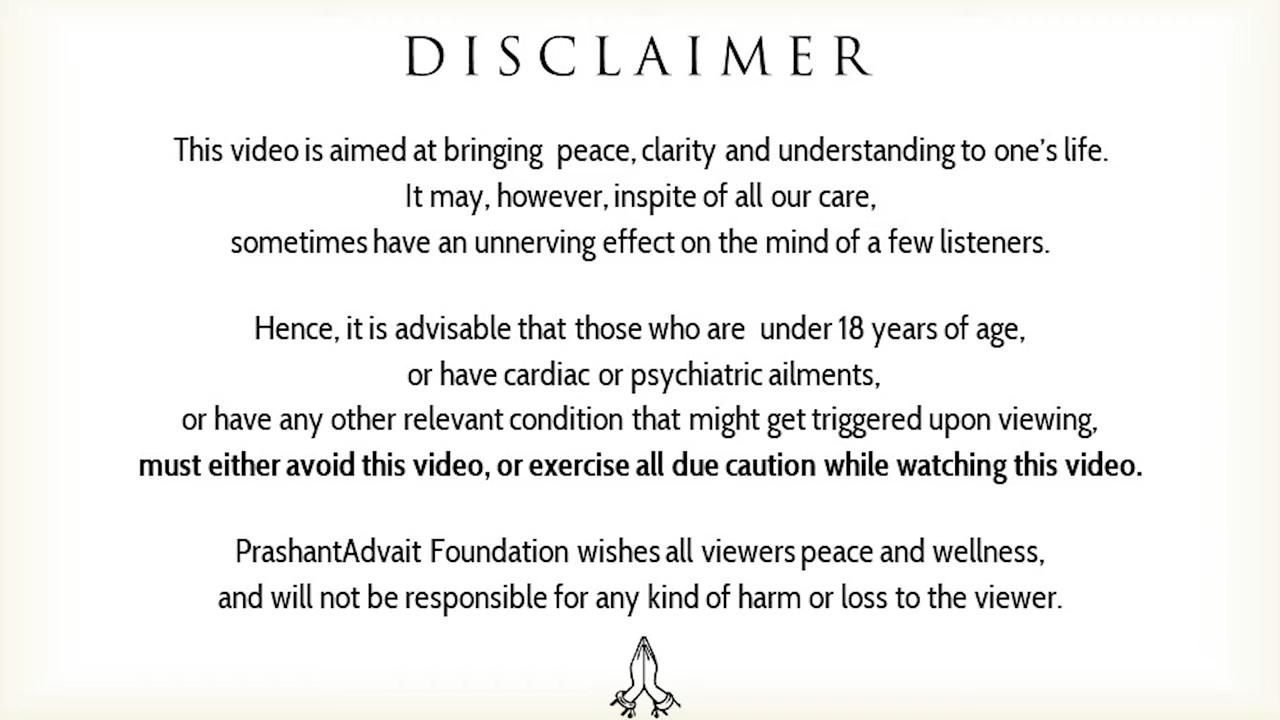 DISCLAIMER
This video is aimed at bringing peace, clarity and understanding to one's life.
It may, however, inspite of all our care,
sometimes have an unnerving effect on the mind of a few listeners.
Hence, it is advisable that those who are under 18 years of age,
or have cardiac or psychiatric ailments,
or have any other relevant condition that might get triggered upon viewing,
must either avoid this video, or exercise all due caution while watching this video.
PrashantAdvait Foundation wishes all viewers peace and wellness,
and will not be responsible for any kind of harm or loss to the viewer.